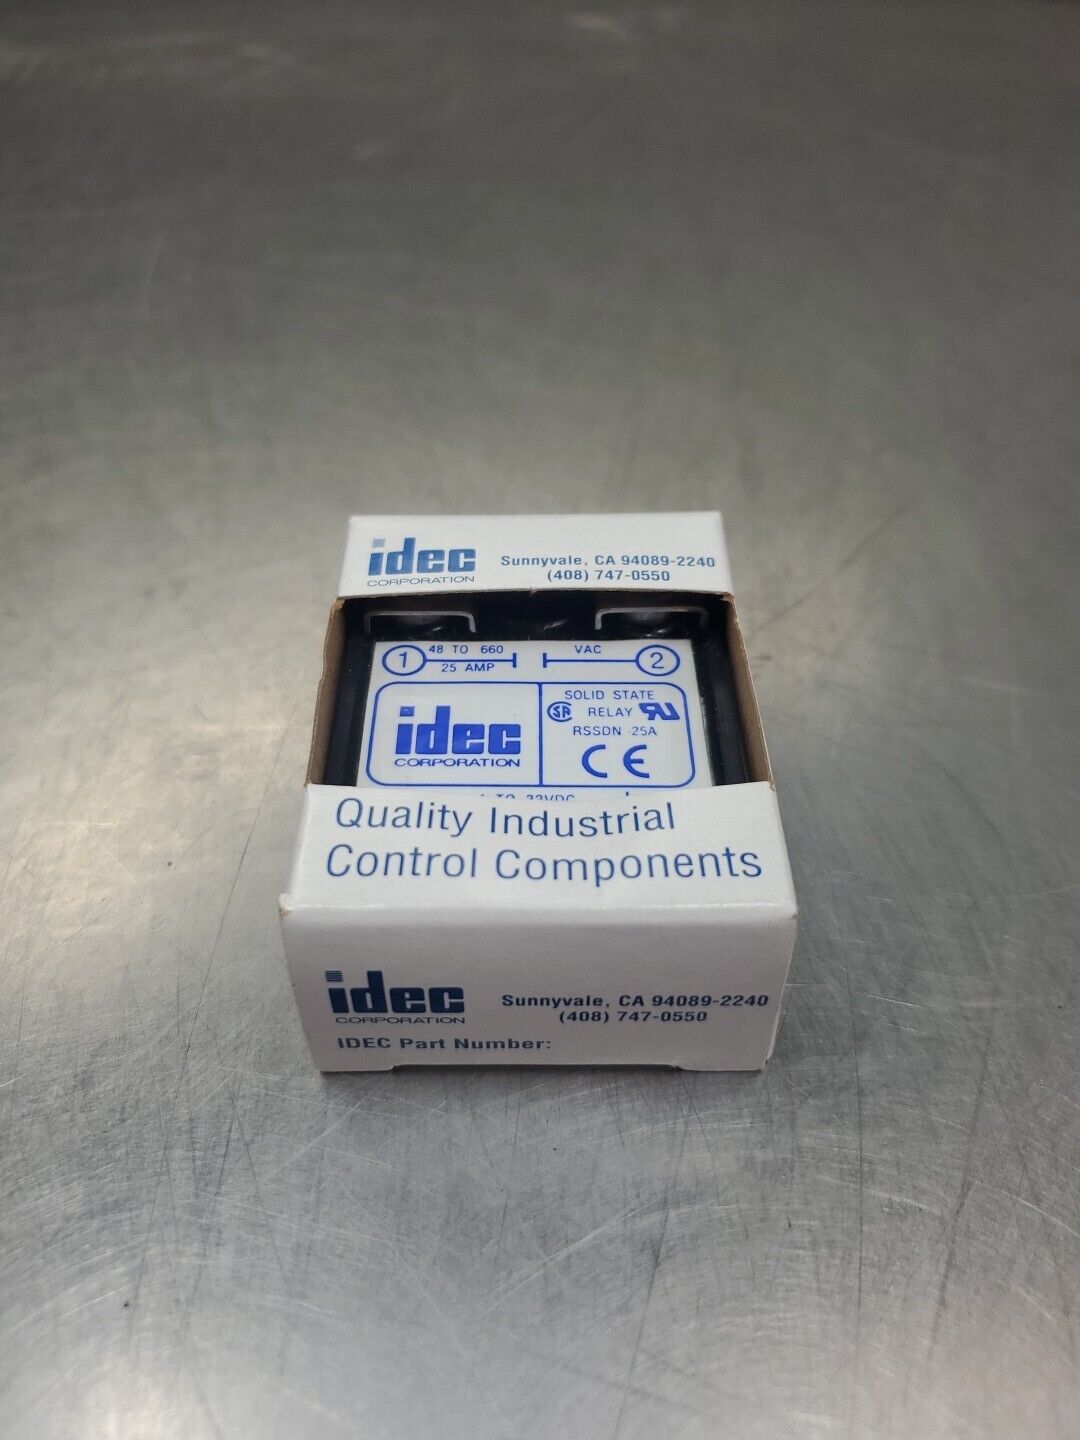 idec Sunnyvale, CA 94089-2240
CORPORATION (408) 747-0550
1 48 TO 660 VAC 2
25 AMP
idec
CORPORATION
SOLID STATE
RELAY
RSSDN -25A
CE
TO 32VDC
Quality Industrial
Control Components
idec Sunnyvale, CA 94089-2240
CORPORATION (408) 747-0550
IDEC Part Number: